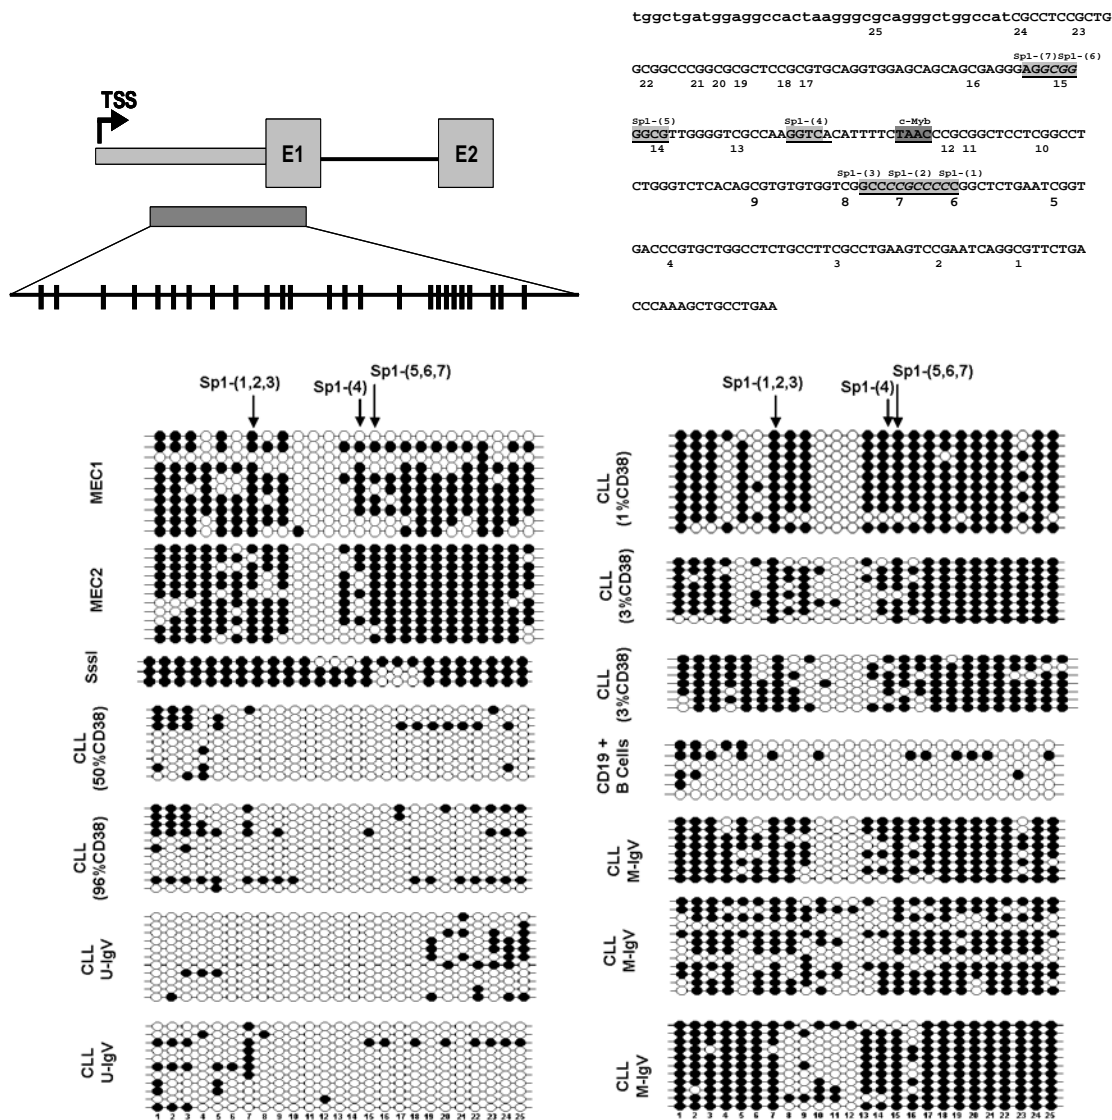 TSS
E1
E2
tggctgatggaggccactaagggcgcagggctggccatCGCCTCCGCTG
25 24 23
Sp1-(7)Sp1-(6)
GCGGCCCGGCGCGCTCCGCGTGCAGGTGGAGCAGCAGCGAGGGAGGCGG
22 21 20 19 18 17 16 15
Sp1-(5) Sp1-(4) c-Myb
GGCGTTGGGGTCGCCAAGGTCACATTTTCTAACCCGCGGCTCCTCGGCCT
14 13 12 11 10
Sp1-(3) Sp1-(2) Sp1-(1)
CTGGGTCTCACAGCGTGTGTGGTCGGCCCCGCCCCCGGCTCTGAATCGGT
9 8 7 6 5
GACCCGTGCTGGCCTCTGCCTTCGCCTGAAGTCCGAATCAGGCGTTCTGA
4 3 2 1
CCCAAAGCTGCCTGAA
Sp1-(1,2,3) Sp1-(4) Sp1-(5,6,7)
MEC1
MEC2
SssI
CLL
(50%CD38)
CLL
(96%CD38)
CLL
U-IgV
CLL
U-IgV
1 2 3 4 5 6 7 8 9 10 11 12 13 14 15 16 17 18 19 20 21 22 23 24 25
Sp1-(1,2,3) Sp1-(4) Sp1-(5,6,7)
CLL
(1%CD38)
CLL
(3%CD38)
CLL
(3%CD38)
CD19 +
B Cells
CLL
M-IgV
CLL
M-IgV
CLL
M-IgV
1 2 3 4 5 6 7 8 9 10 11 12 13 14 15 16 17 18 19 20 21 22 23 24 25